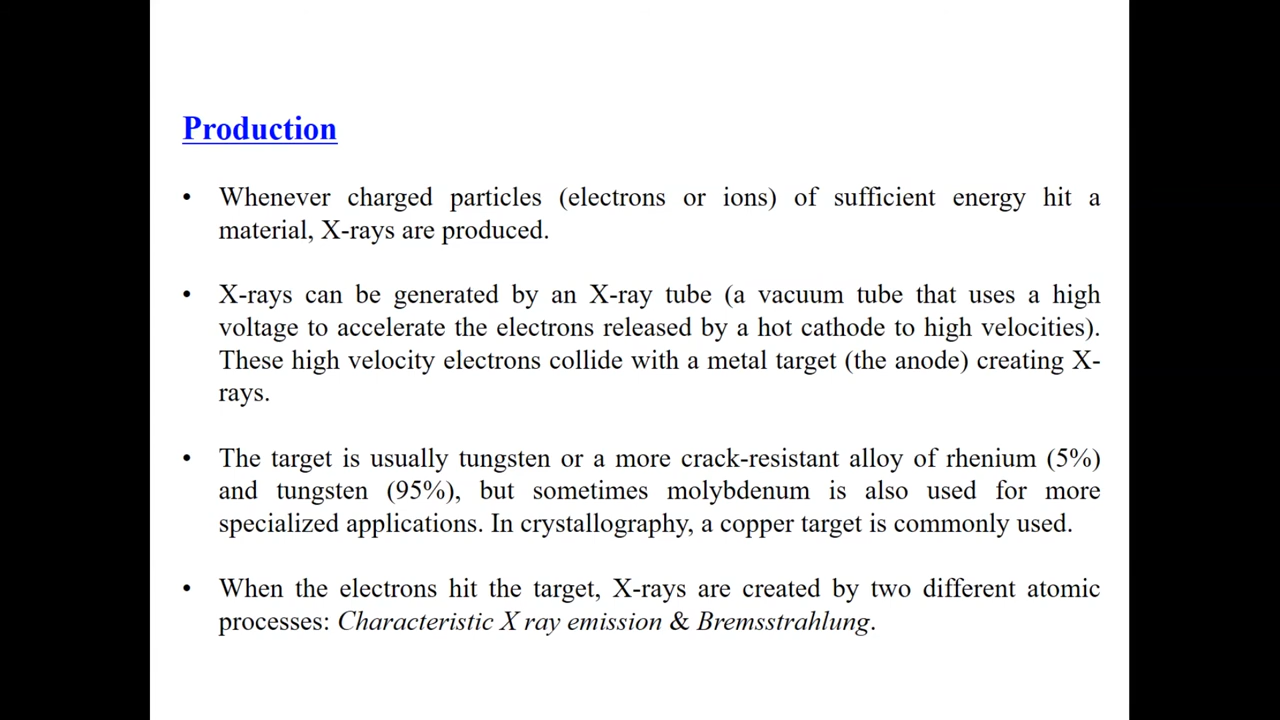 Production
• Whenever charged particles (electrons or ions) of sufficient energy hit a
material, X-rays are produced.
• X-rays can be generated by an X-ray tube (a vacuum tube that uses a high
voltage to accelerate the electrons released by a hot cathode to high velocities).
These high velocity electrons collide with a metal target (the anode) creating X-
rays.
• The target is usually tungsten or a more crack-resistant alloy of rhenium (5%)
and tungsten (95%), but sometimes molybdenum is also used for more
specialized applications. In crystallography, a copper target is commonly used.
• When the electrons hit the target, X-rays are created by two different atomic
processes: Characteristic X ray emission & Bremsstrahlung.